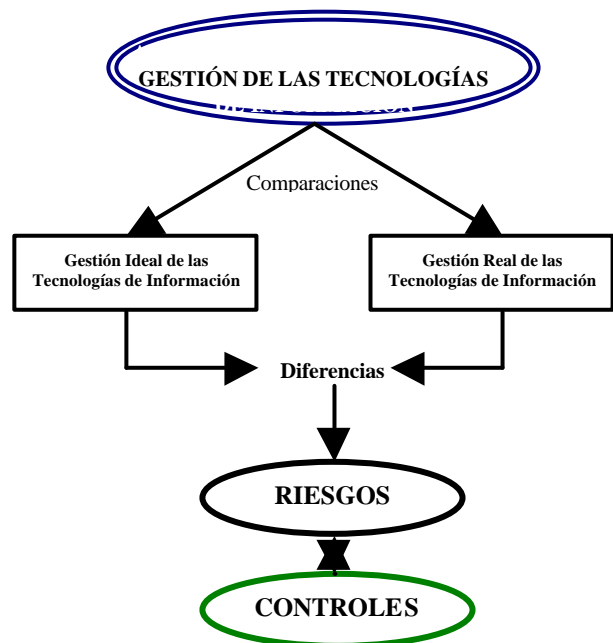 GESTIÓN DE LAS TECNOLOGÍAS
Comparaciones
Gestión Ideal de las
Tecnologías de Información
Gestión Real de las
Tecnologías de Información
Diferencias
RIESGOS
CONTROLES